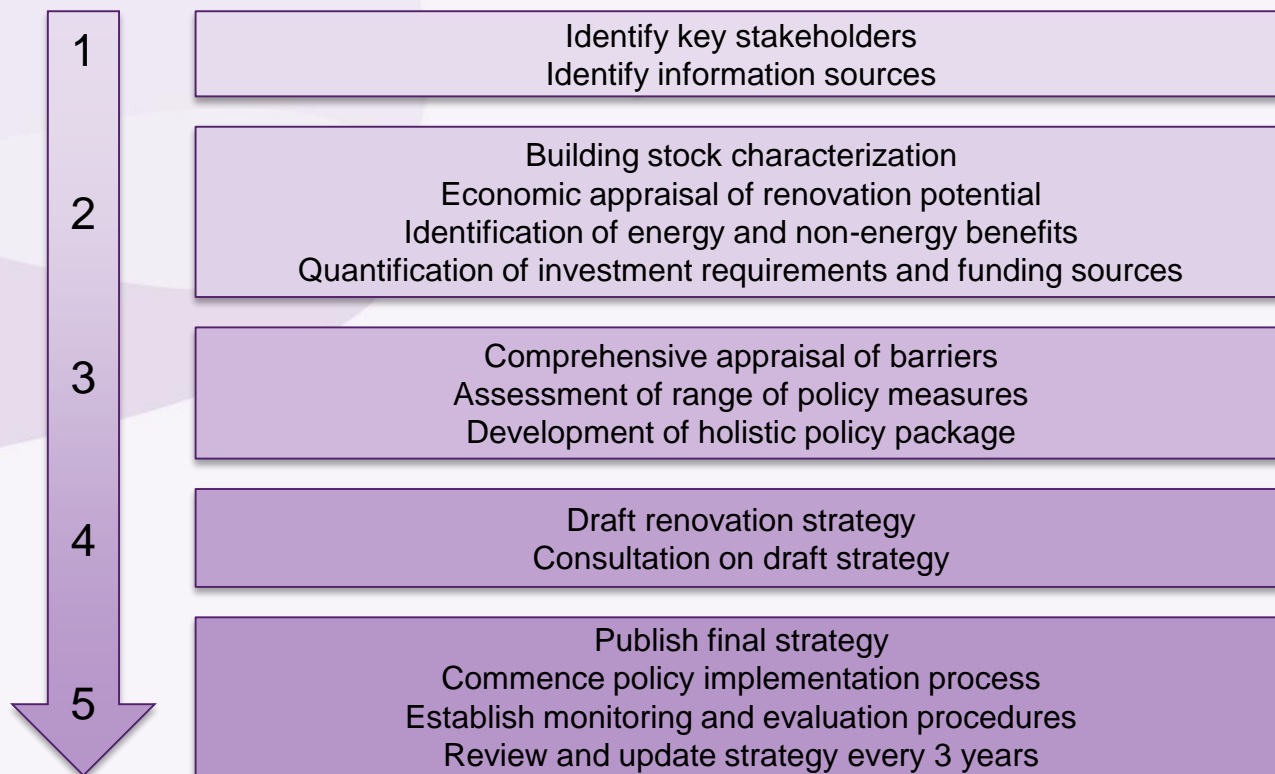 1
Identify key stakeholders
Identify information sources
2
Building stock characterization
Economic appraisal of renovation potential
Identification of energy and non-energy benefits
Quantification of investment requirements and funding sources
3
Comprehensive appraisal of barriers
Assessment of range of policy measures
Development of holistic policy package
4
Draft renovation strategy
Consultation on draft strategy
5
Publish final strategy
Commence policy implementation process
Establish monitoring and evaluation procedures
Review and update strategy every 3 years